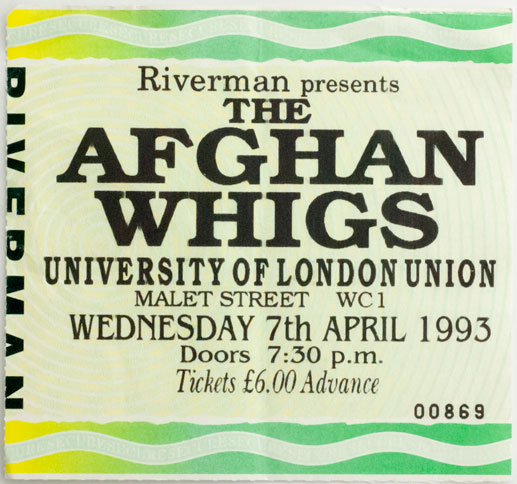 SECURESECURESECURESECURE
RIVERMAN
Riverman presents
THE
AFGHAN
WHIGS
UNIVERSITY OF LONDON UNION
MALET STREET WC1
WEDNESDAY 7th APRIL 1993
Doors 7:30 p.m.
Tickets £6.00 Advance
00869